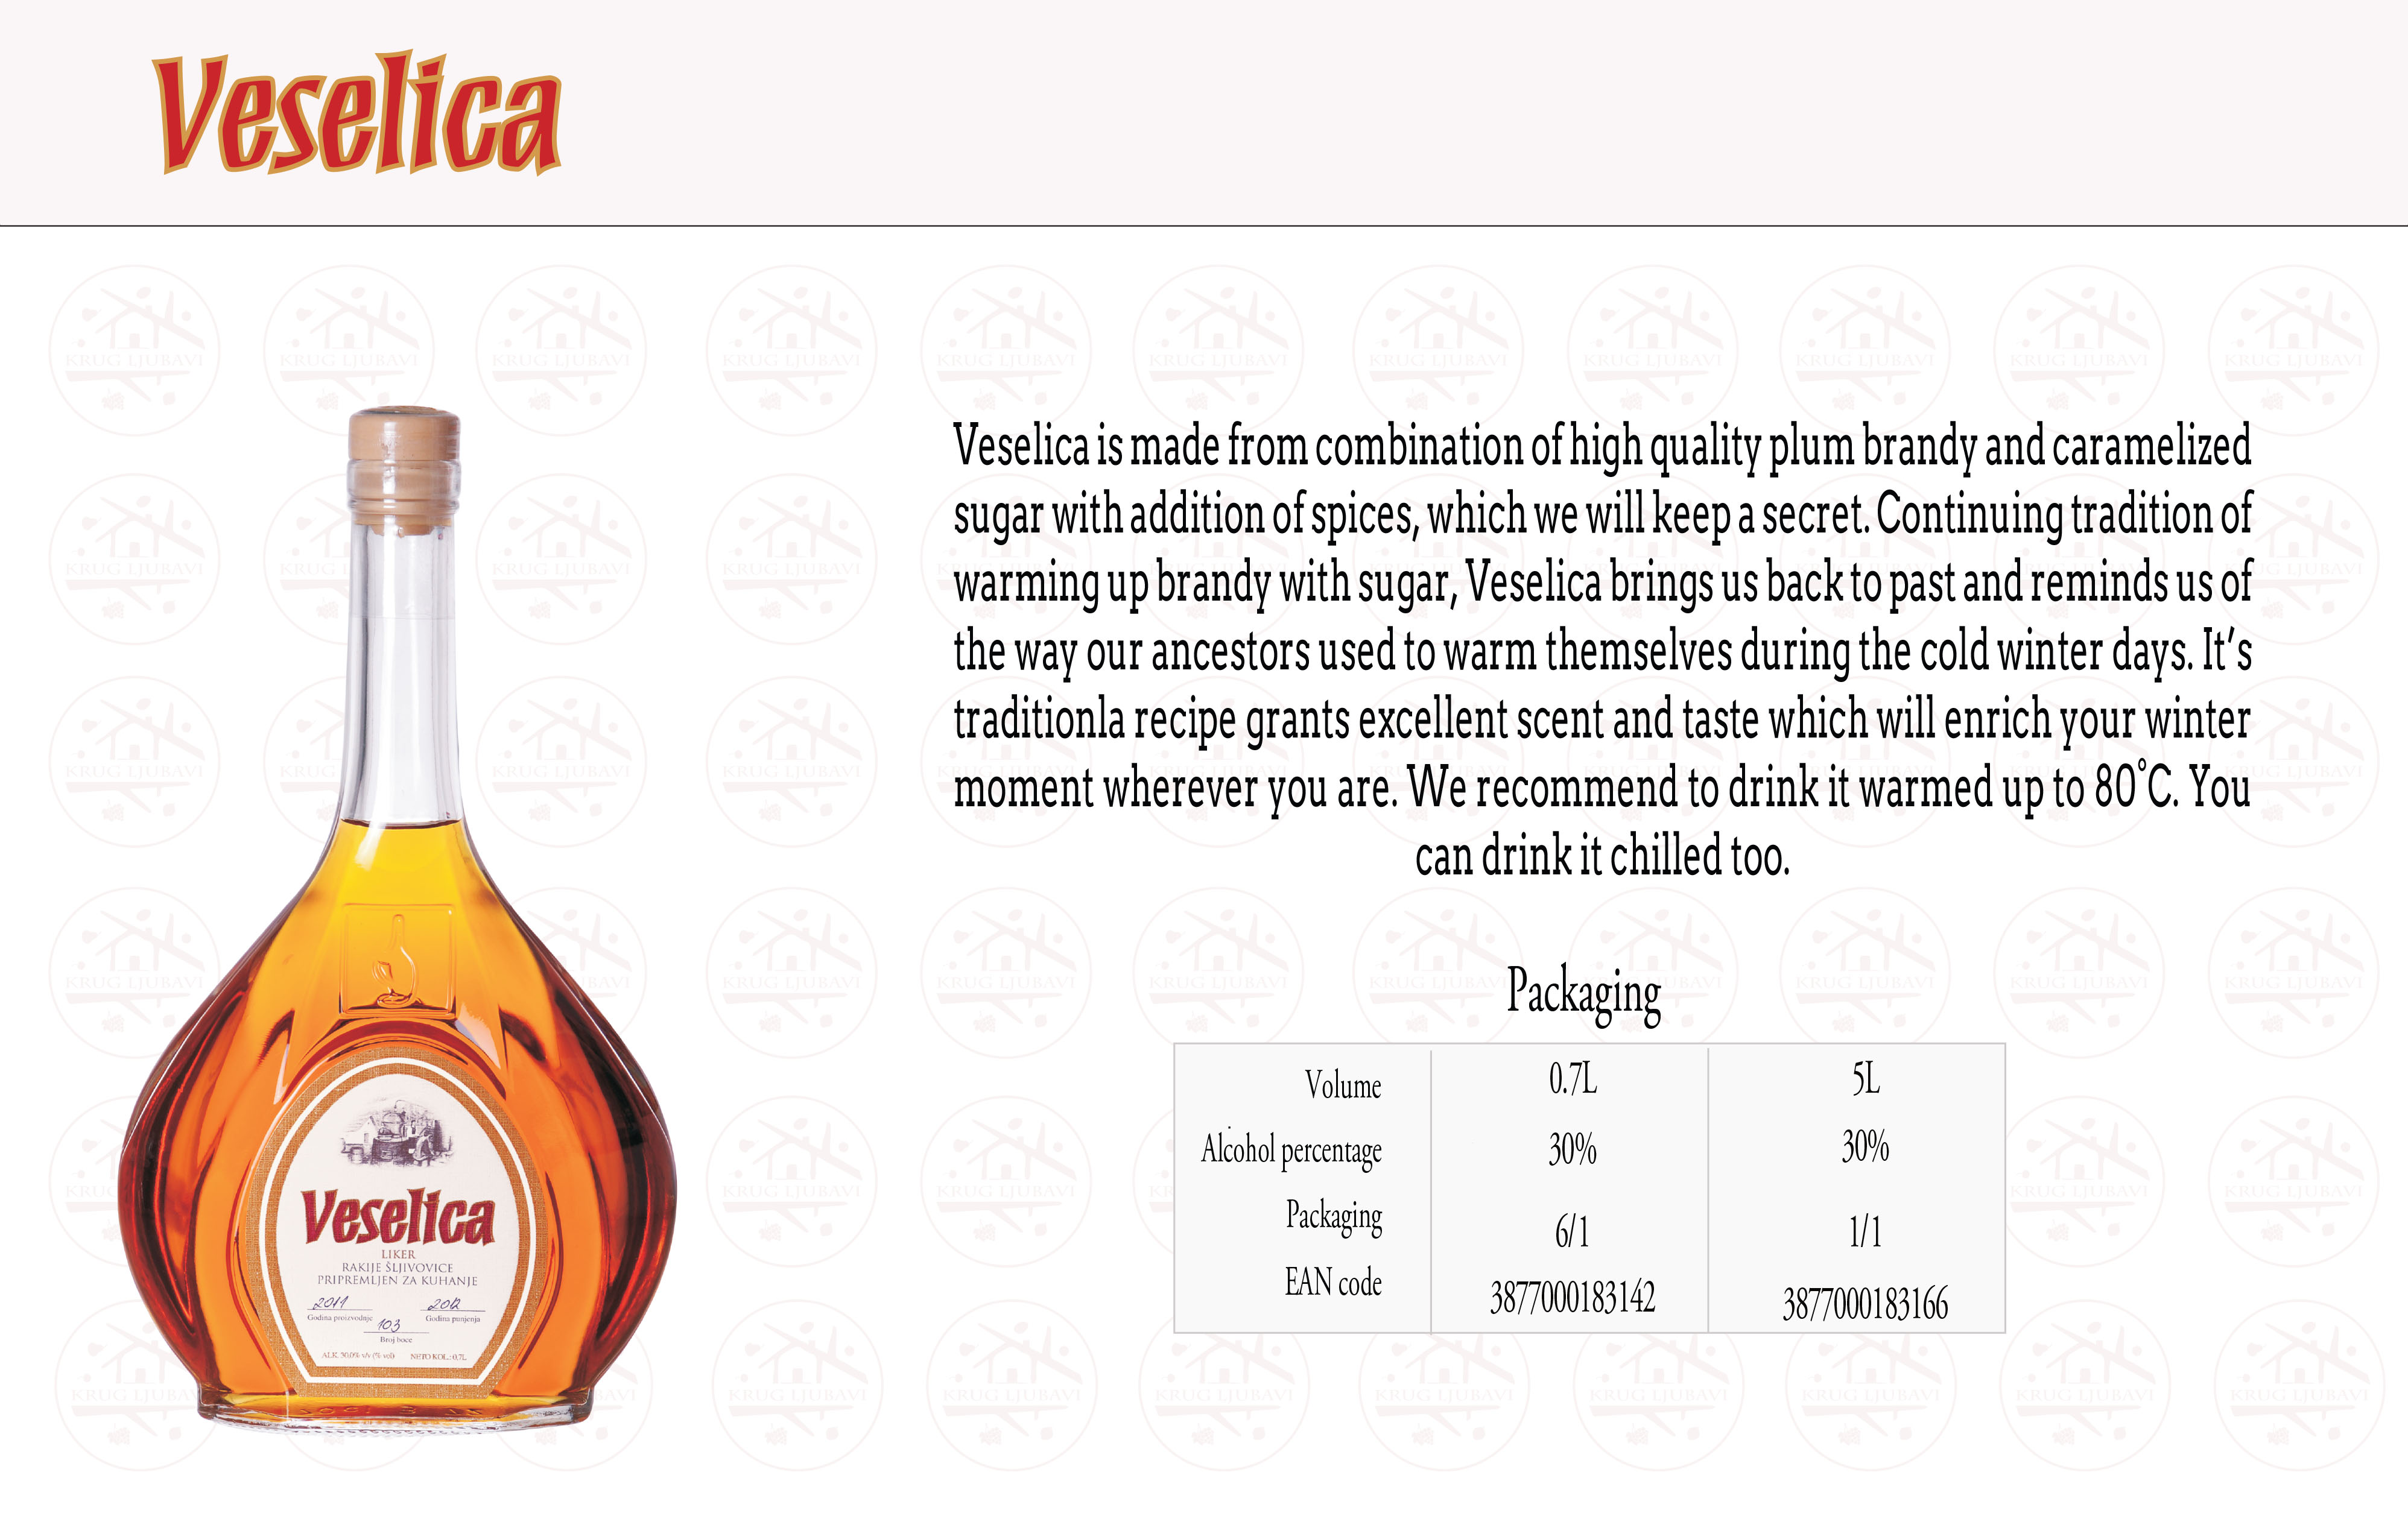 Veselica
Veselica is made from combination of high quality plum brandy and caramelized
sugar with addition of spices, which we will keep a secret. Continuing tradition of
warming up brandy with sugar, Veselica brings us back to past and reminds us of
the way our ancestors used to warm themselves during the cold winter days. It's
traditionla recipe grants excellent scent and taste which will enrich your winter
moment wherever you are. We recommend to drink it warmed up to 80°C. You
can drink it chilled too.
Packaging
Volume 0.7L 5L
Alcohol percentage 30% 30%
Packaging 6/1 1/1
EAN code 3877000183142 3877000183166
Veselica
LIKER
RAKIJE ŠLJIVOVICE
PRIPREMLJEN ZA KUHANJE
2011 2012
Godina proizvodnje Godina punjenja
103
Broj boce
ALK. 30,0% v/v (% vol) NETO KOL.: 0,7L
KRUG LJUBAVI